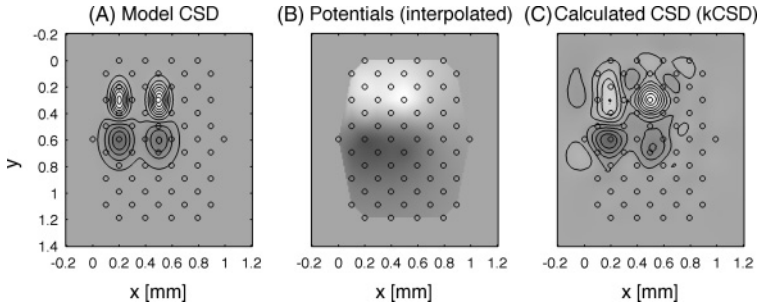 (A) Model CSD
(B) Potentials (interpolated)
(C) Calculated CSD (kCSD)
-0.2
0
0.2
0.4
0.6
0.8
1
1.2
1.4
y
-0.2 0 0.2 0.4 0.6 0.8 1 1.2
-0.2 0 0.2 0.4 0.6 0.8 1 1.2
-0.2 0 0.2 0.4 0.6 0.8 1 1.2
x [mm]
x [mm]
x [mm]